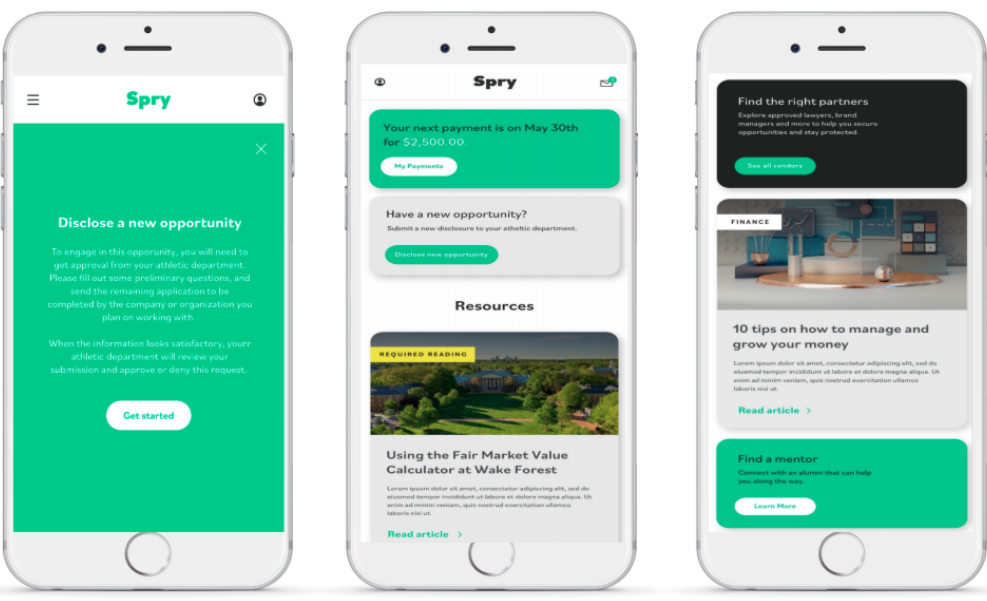 Spry
Disclose a new opportunity
To engage in this opporunity, you will need to
get approval from your athletic department.
Please fill out some preliminary questions, and
send the remaining application to be
completed by the company or organization you
plan on working with.
When the information looks satisfactory, yourr
athletic department will review your
submission and approve or deny this request.
Get started
Spry
Your next payment is on May 30th
for $2,500.00.
My Payments
Have a new opportunity?
Submit a new disclosure to your atheltic department.
Disclose new opportunity
Resources
REQUIRED READING
Using the Fair Market Value
Calculator at Wake Forest
Lorem ipsum dolor sit amet, consectetur adipiscing elit, sed do
eiusmod tempor incididunt ut labore et dolore magna aliqua. Ut
enim ad minim veniam, quis nostrud exercitation ullamco
laboris nisi ut.
Read article >
Find the right partners
Explore approved lawyers, brand
managers and more to help you secure
opportunities and stay protected.
See all vendors
FINANCE
10 tips on how to manage and
grow your money
Lorem ipsum dolor sit amet, consectetur adipiscing elit, sed do
eiusmod tempor incididunt ut labore et dolore magna aliqua. Ut
enim ad minim veniam, quis nostrud exercitation ullamco
laboris nisi ut.
Read article >
Find a mentor
Connect with an alumni that can help
you along the way.
Learn More